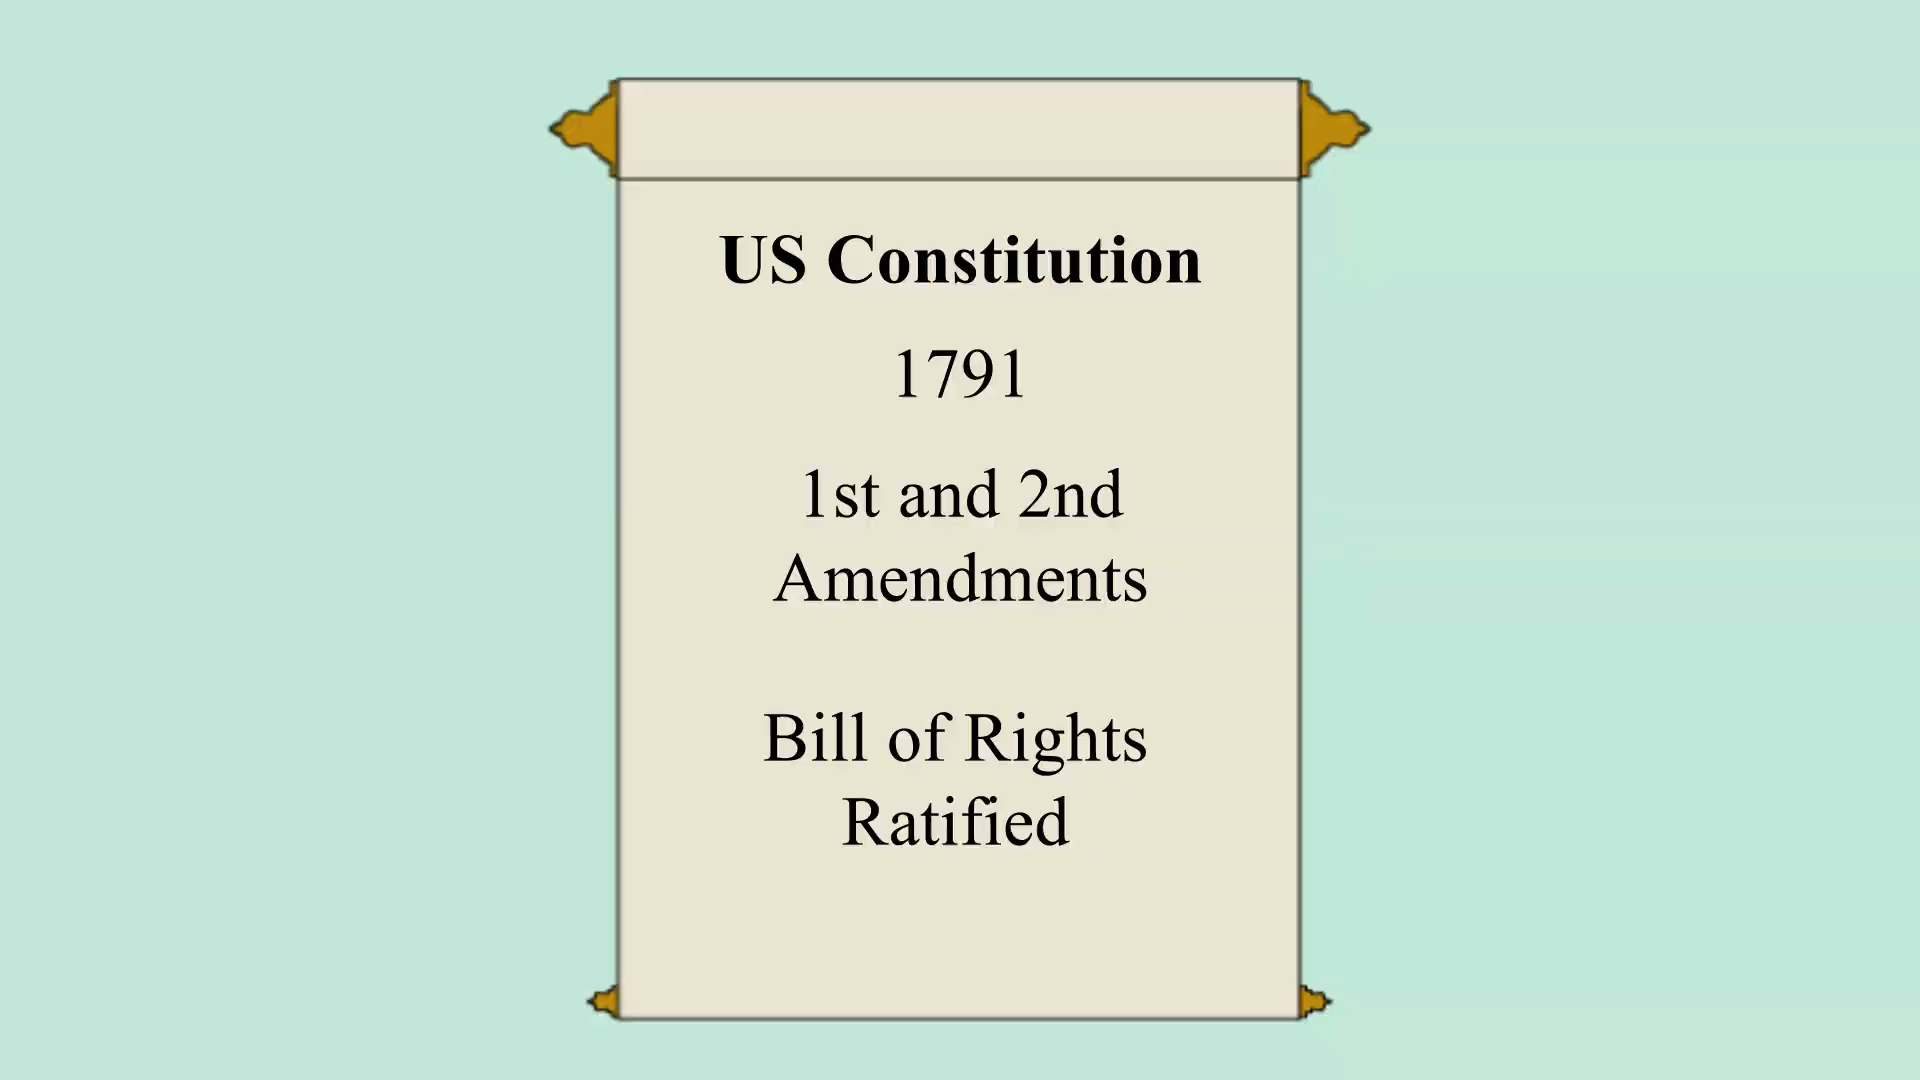 US Constitution
1791
1st and 2nd
Amendments
Bill of Rights
Ratified